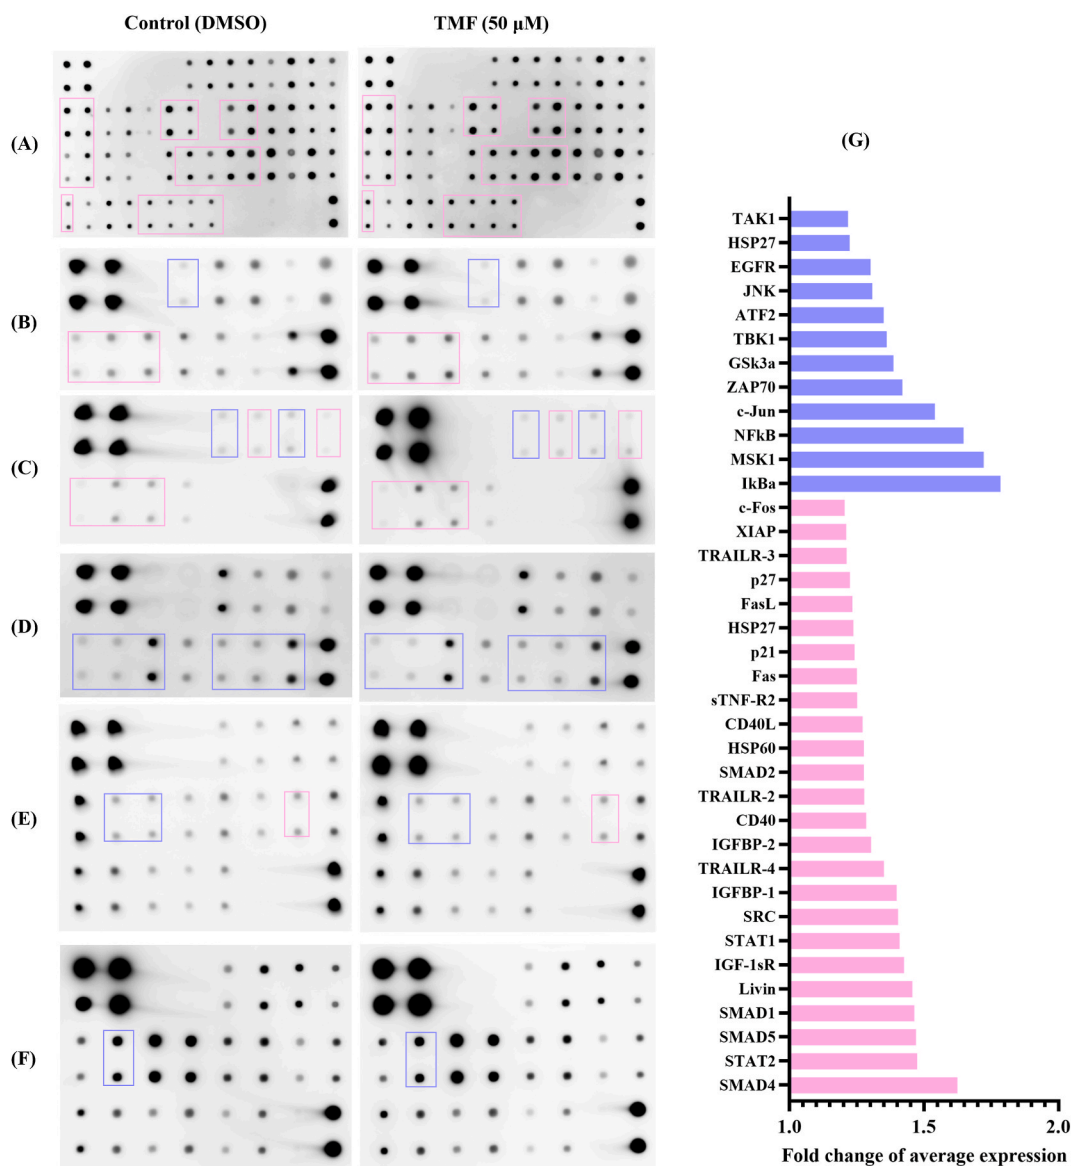 Control (DMSO)
TMF (50 μM)
(A)
(B)
(C)
(D)
(E)
(F)
(G)
TAK1
HSP27
EGFR
JNK
ATF2
TBK1
GSk3a
ZAP70
c-Jun
NFkB
MSK1
IkBa
c-Fos
XIAP
TRAILR-3
p27
FasL
HSP27
p21
Fas
sTNF-R2
CD40L
HSP60
SMAD2
TRAILR-2
CD40
IGFBP-2
TRAILR-4
IGFBP-1
SRC
STAT1
IGF-1sR
Livin
SMAD1
SMAD5
STAT2
SMAD4
1.0 1.5 2.0
Fold change of average expression